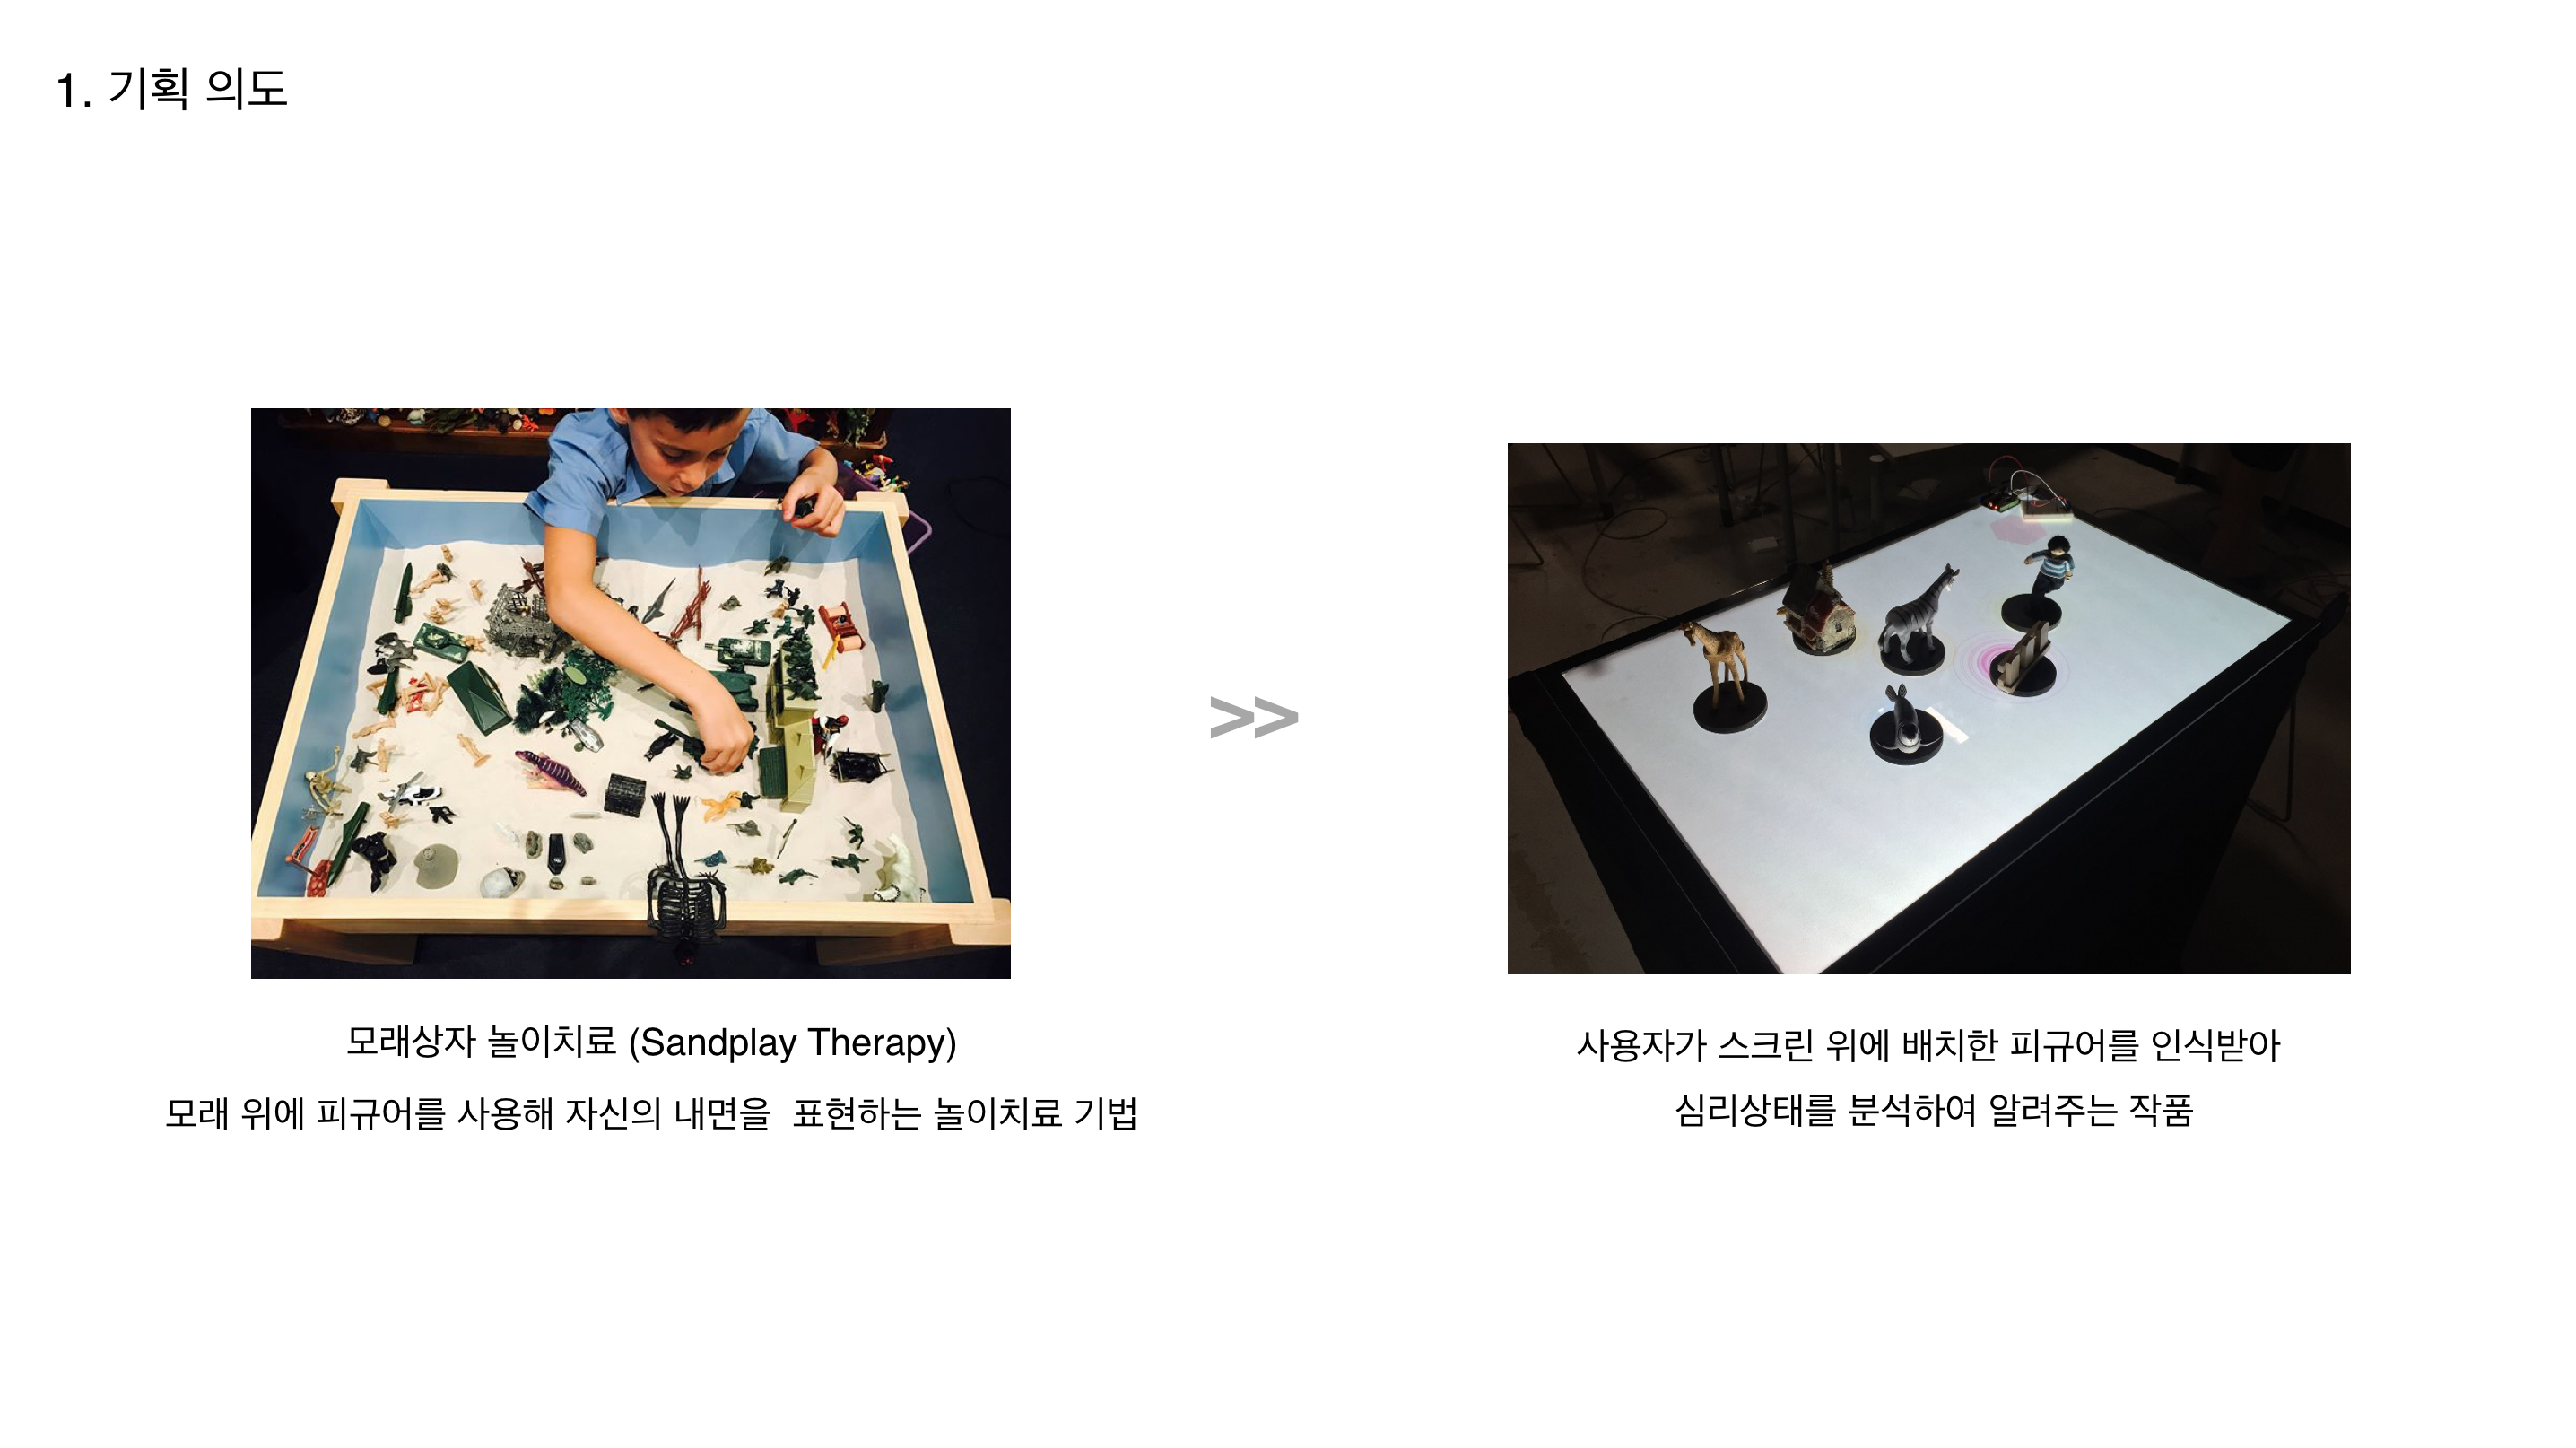 1. 기획 의도
>>
모래상자 놀이치료 (Sandplay Therapy)
모래 위에 피규어를 사용해 자신의 내면을  표현하는 놀이치료 기법
사용자가 스크린 위에 배치한 피규어를 인식받아
심리상태를 분석하여 알려주는 작품